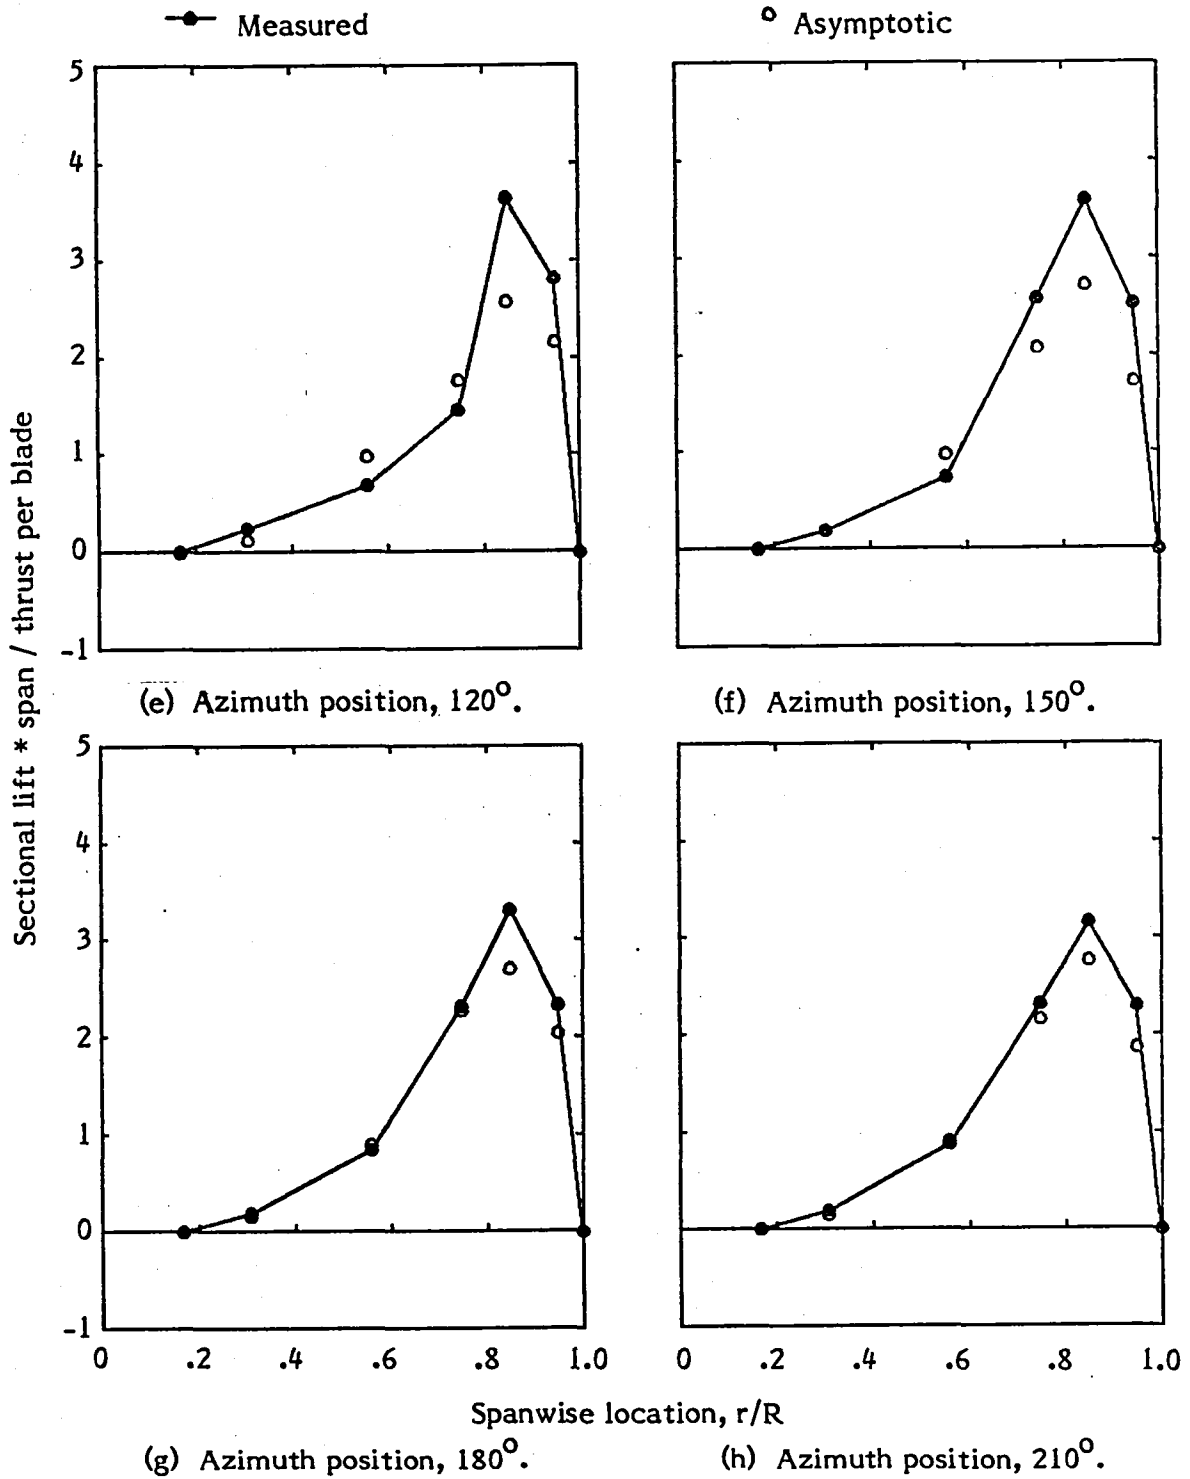 Measured
Asymptotic
5
4
3
2
1
0
-1
(e) Azimuth position, 120°.
(f) Azimuth position, 150°.
Sectional lift * span / thrust per blade
5
4
3
2
1
0
-1
0 .2 .4 .6 .8 1.0
0 .2 .4 .6 .8 1.0
Spanwise location, r/R
(g) Azimuth position, 180°.
(h) Azimuth position, 210°.